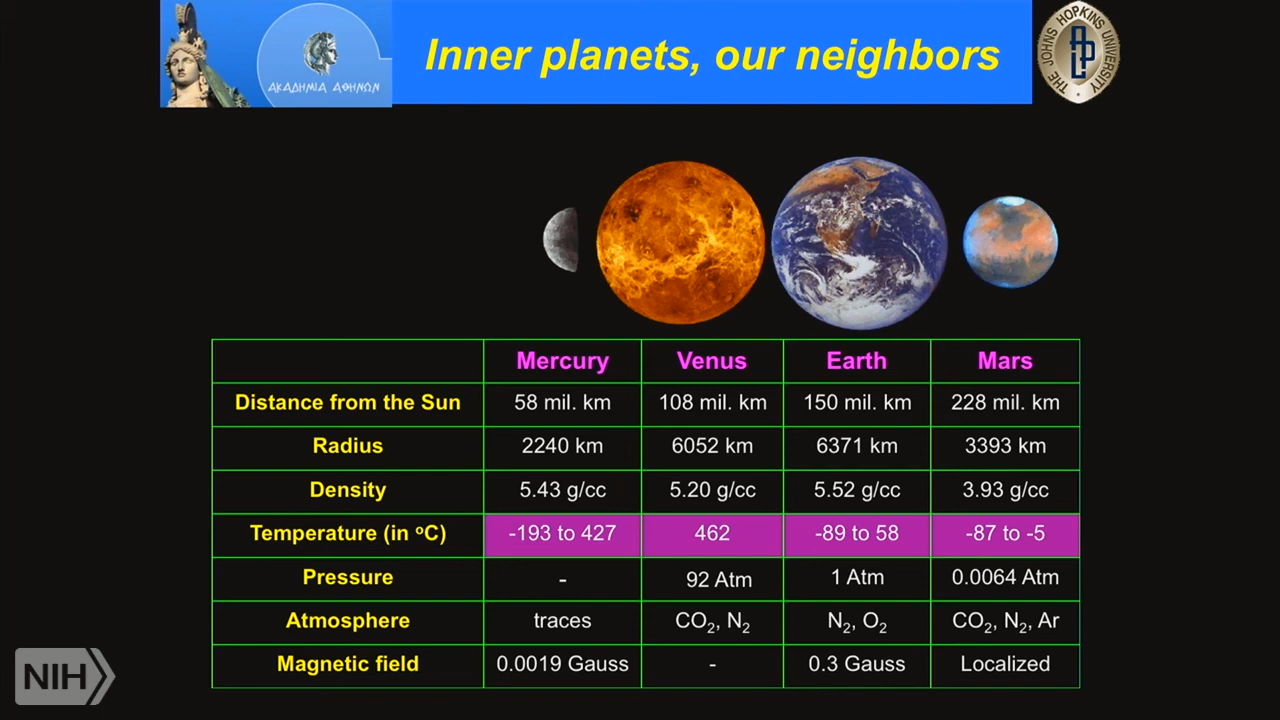 Inner planets, our neighbors
ΑΚΑΔΗΜΙΑ ΑΘΗΝΩΝ
THE JOHNS HOPKINS UNIVERSITY
APL
Mercury Venus Earth Mars
Distance from the Sun 58 mil. km 108 mil. km 150 mil. km 228 mil. km
Radius 2240 km 6052 km 6371 km 3393 km
Density 5.43 g/cc 5.20 g/cc 5.52 g/cc 3.93 g/cc
Temperature (in ᵒC) -193 to 427 462 -89 to 58 -87 to -5
Pressure - 92 Atm 1 Atm 0.0064 Atm
Atmosphere traces CO₂, N₂ N₂, O₂ CO₂, N₂, Ar
Magnetic field 0.0019 Gauss - 0.3 Gauss Localized
NIH